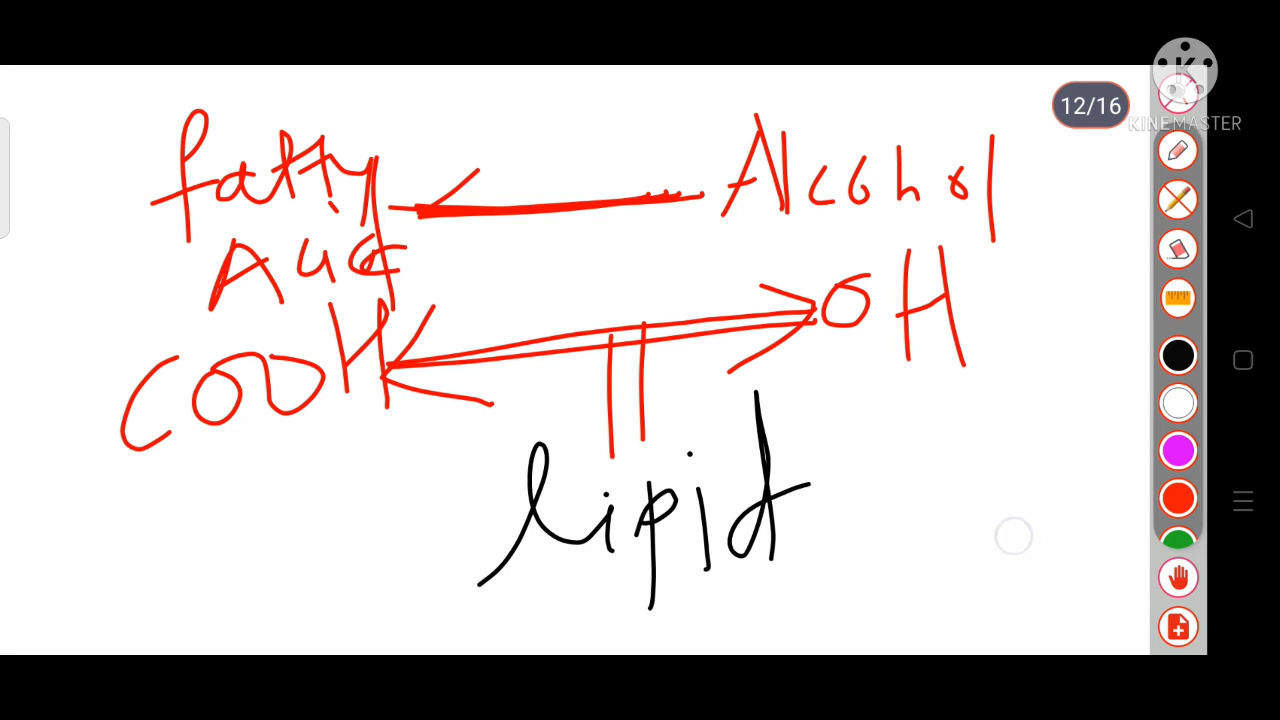 12/16
KINEMASTER
fatty Alcohol
Acid
COOH OH
lipid